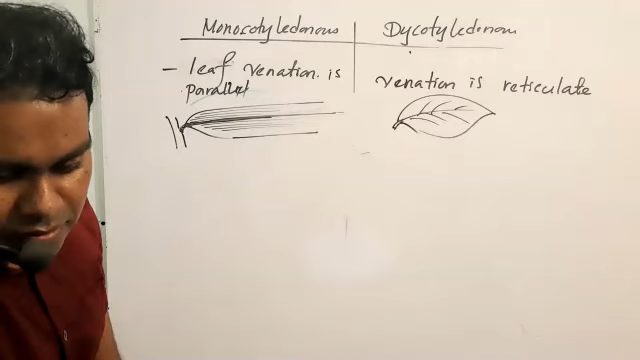 Monocotyledonous
Dycotyledonous
- leaf venation is
parallel
venation is reticulate